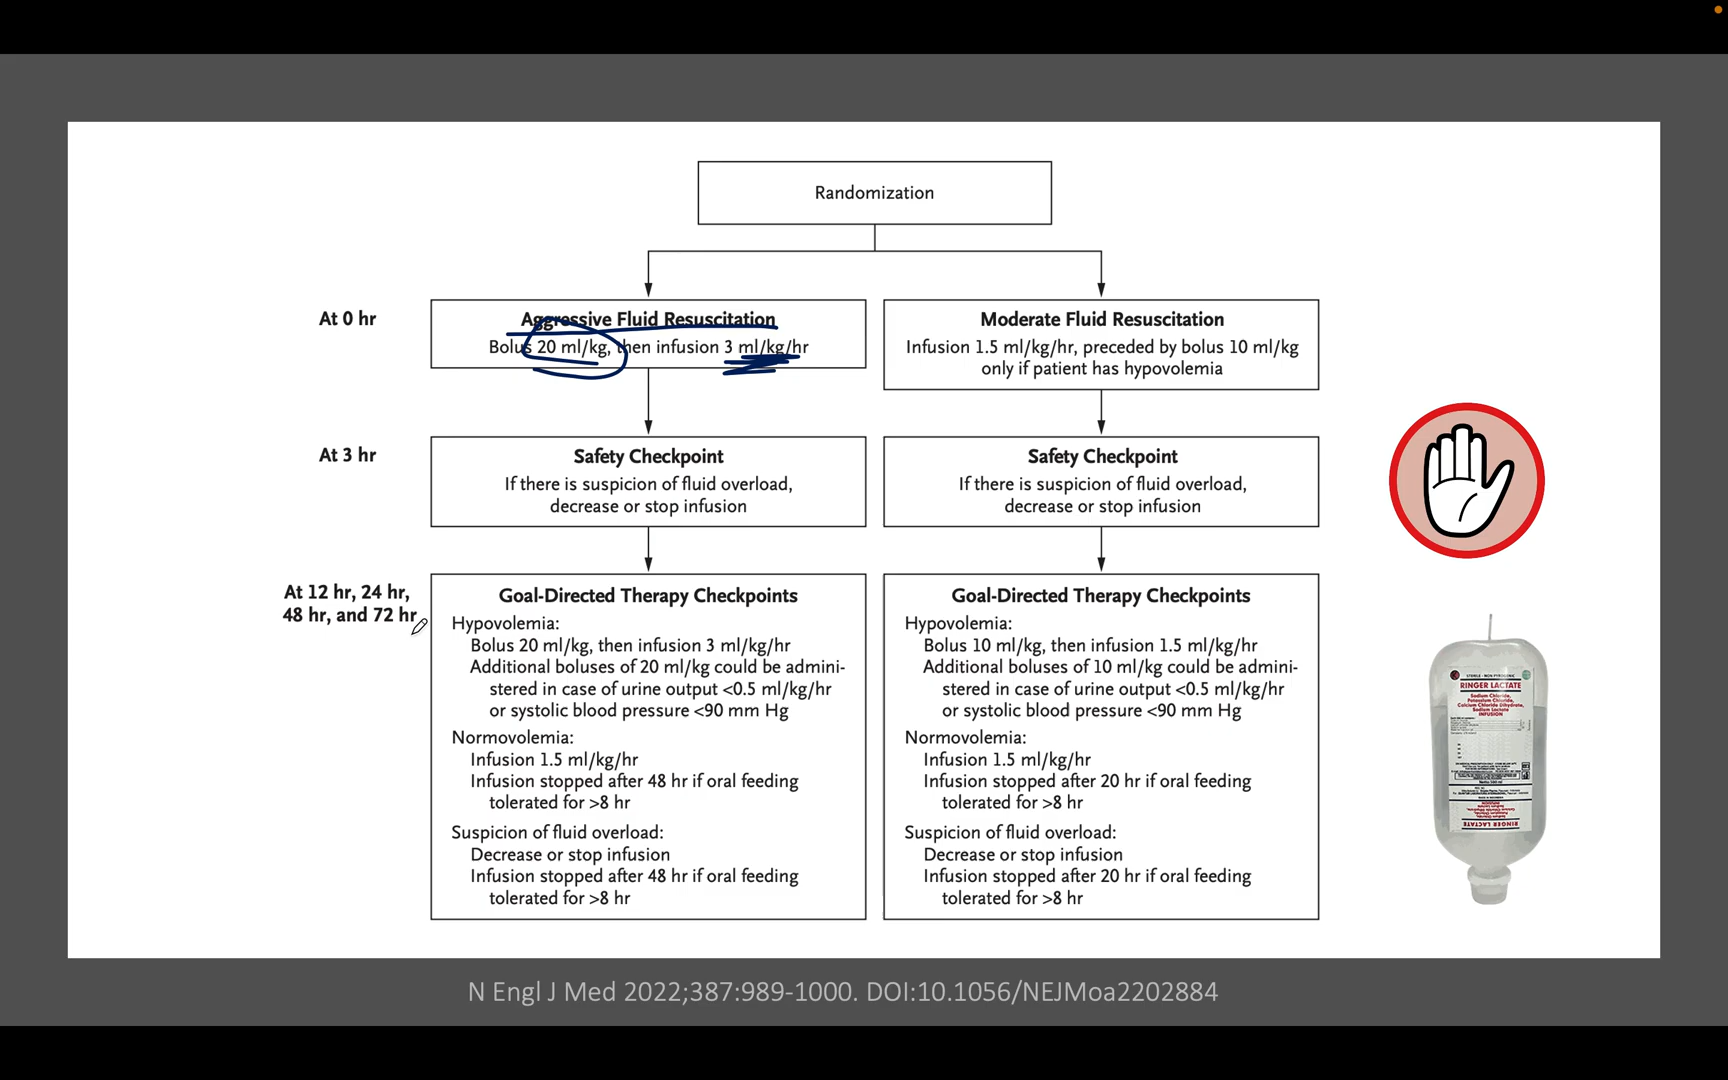 Randomization
At 0 hr
Aggressive Fluid Resuscitation
Bolus 20 ml/kg, then infusion 3 ml/kg/hr
Moderate Fluid Resuscitation
Infusion 1.5 ml/kg/hr, preceded by bolus 10 ml/kg
only if patient has hypovolemia
At 3 hr
Safety Checkpoint
If there is suspicion of fluid overload,
decrease or stop infusion
Safety Checkpoint
If there is suspicion of fluid overload,
decrease or stop infusion
At 12 hr, 24 hr,
48 hr, and 72 hr
Goal-Directed Therapy Checkpoints
Hypovolemia:
Bolus 20 ml/kg, then infusion 3 ml/kg/hr
Additional boluses of 20 ml/kg could be admini-
stered in case of urine output <0.5 ml/kg/hr
or systolic blood pressure <90 mm Hg
Normovolemia:
Infusion 1.5 ml/kg/hr
Infusion stopped after 48 hr if oral feeding
tolerated for >8 hr
Suspicion of fluid overload:
Decrease or stop infusion
Infusion stopped after 48 hr if oral feeding
tolerated for >8 hr
Goal-Directed Therapy Checkpoints
Hypovolemia:
Bolus 10 ml/kg, then infusion 1.5 ml/kg/hr
Additional boluses of 10 ml/kg could be admini-
stered in case of urine output <0.5 ml/kg/hr
or systolic blood pressure <90 mm Hg
Normovolemia:
Infusion 1.5 ml/kg/hr
Infusion stopped after 20 hr if oral feeding
tolerated for >8 hr
Suspicion of fluid overload:
Decrease or stop infusion
Infusion stopped after 20 hr if oral feeding
tolerated for >8 hr
RINGER LACTATE
Sodium Chloride,
Potassium Chloride,
Calcium Chloride Dihydrate,
Sodium Lactate
INFUSION
RINGER LACTATE
N Engl J Med 2022;387:989-1000. DOI:10.1056/NEJMoa2202884